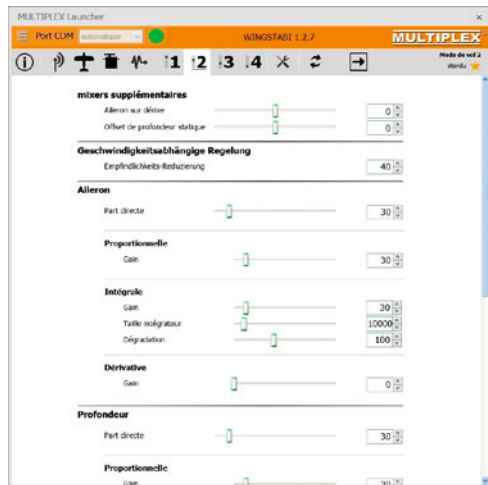 MULTIPLEX Launcher
Port COM automatique WINGSTABI 1.2.7 MULTIPLEX
1 2 3 4 Mode de vol 2
étendu
mixers supplémentaires
Aileron sur dérive 0
Offset de profondeur statique 0
Geschwindigkeitsabhängige Regelung
Empfindlichkeits-Reduzierung 40
Aileron
Part directe 30
Proportionnelle
Gain 30
Intégrale
Gain 30
Taille intégrateur 10000
Dégradation 100
Dérivative
Gain 0
Profondeur
Part directe 30
Proportionnelle
Gain 30